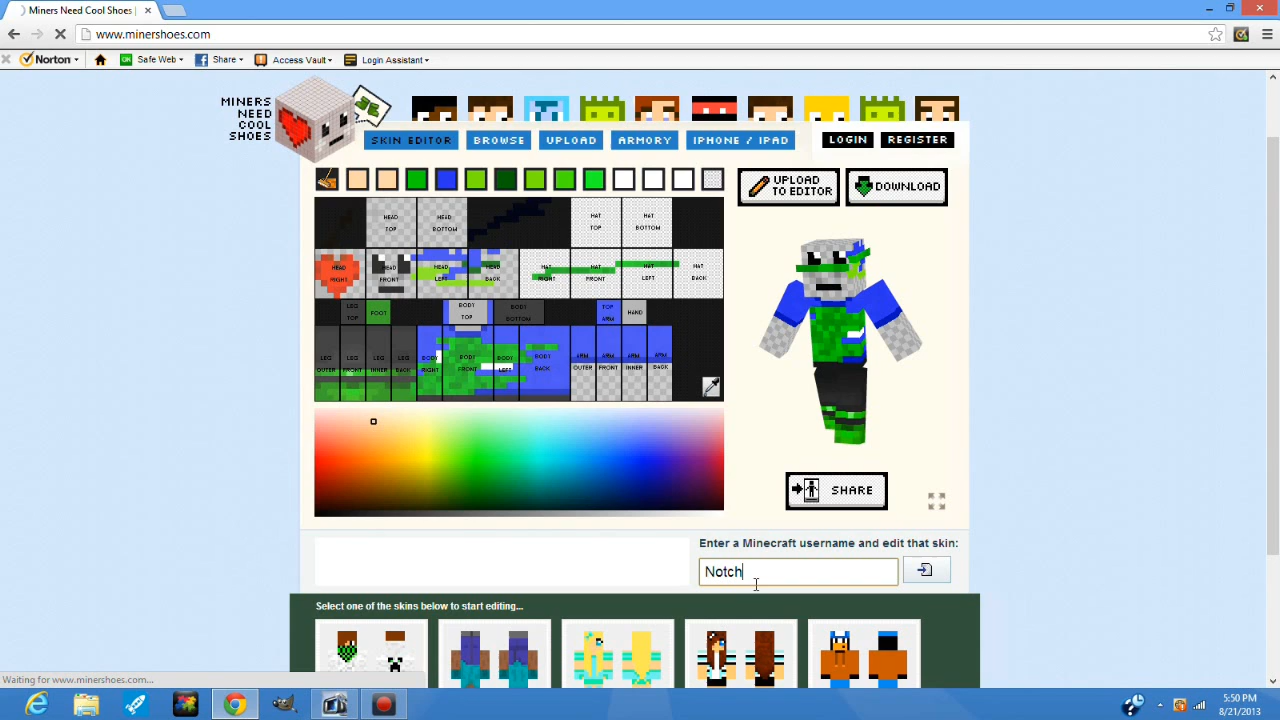 Miners Need Cool Shoes |
www.minershoes.com
Norton
Safe Web
Share
Access Vault
Login Assistant
MINERS
NEED
COOL
SHOES
SKIN EDITOR
BROWSE
UPLOAD
ARMORY
IPHONE / IPAD
LOGIN
REGISTER
UPLOAD
TO EDITOR
DOWNLOAD
HEAD TOP
HEAD BOTTOM
HAT TOP
HAT BOTTOM
HEAD RIGHT
HEAD FRONT
HEAD LEFT
HEAD BACK
HAT RIGHT
HAT FRONT
HAT LEFT
HAT BACK
LEG TOP
FOOT
BODY TOP
BODY BOTTOM
TOP ARM
HAND
LEG OUTER
LEG FRONT
LEG INNER
LEG BACK
BODY RIGHT
BODY FRONT
BODY LEFT
BODY BACK
ARM OUTER
ARM FRONT
ARM INNER
ARM BACK
SHARE
Enter a Minecraft username and edit that skin:
Notch
Select one of the skins below to start editing...
Waiting for www.minershoes.com...
5:50 PM
8/21/2013